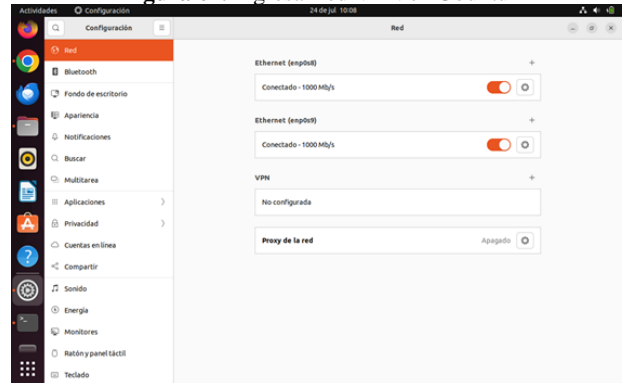 Actividades Configuración 24 de jul 10:08
Configuración Red
Red
Bluetooth
Fondo de escritorio
Apariencia
Notificaciones
Buscar
Multitarea
Aplicaciones
Privacidad
Cuentas en línea
Compartir
Sonido
Energía
Monitores
Ratón y panel táctil
Teclado
Ethernet (enp0s8)
Conectado - 1000 Mb/s
Ethernet (enp0s9)
Conectado - 1000 Mb/s
VPN
No configurada
Proxy de la red Apagado